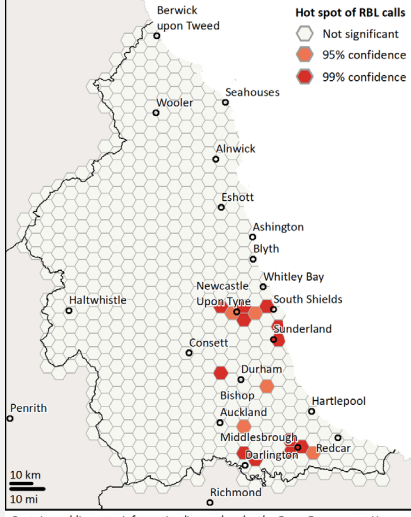 Berwick
upon Tweed
Hot spot of RBL calls
Not significant
95% confidence
99% confidence
Seahouses
Wooler
Alnwick
Eshott
Ashington
Blyth
Whitley Bay
Newcastle
Upon Tyne
South Shields
Haltwhistle
Sunderland
Consett
Durham
Bishop
Auckland
Hartlepool
Penrith
Middlesbrough
Redcar
Darlington
10 km
10 mi
Richmond